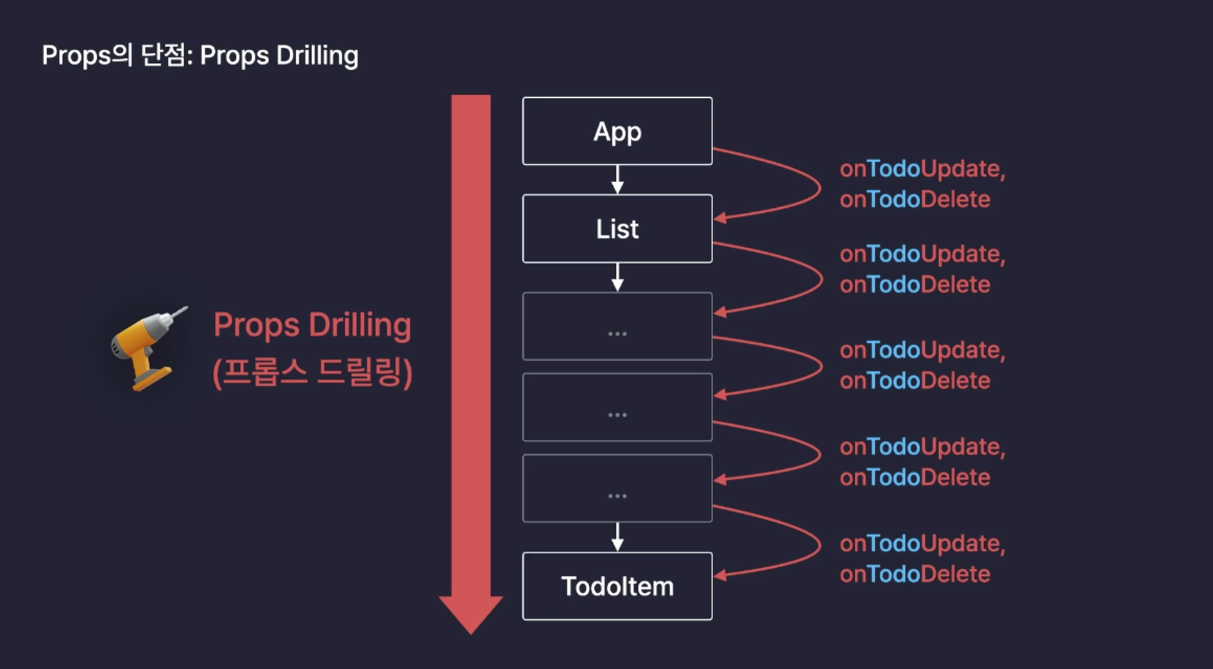 Props의 단점: Props Drilling
App
onTodoUpdate,
onTodoDelete
List
onTodoUpdate,
onTodoDelete
Props Drilling
(프롭스 드릴링)
...
onTodoUpdate,
onTodoDelete
...
onTodoUpdate,
onTodoDelete
...
onTodoUpdate,
onTodoDelete
TodoItem